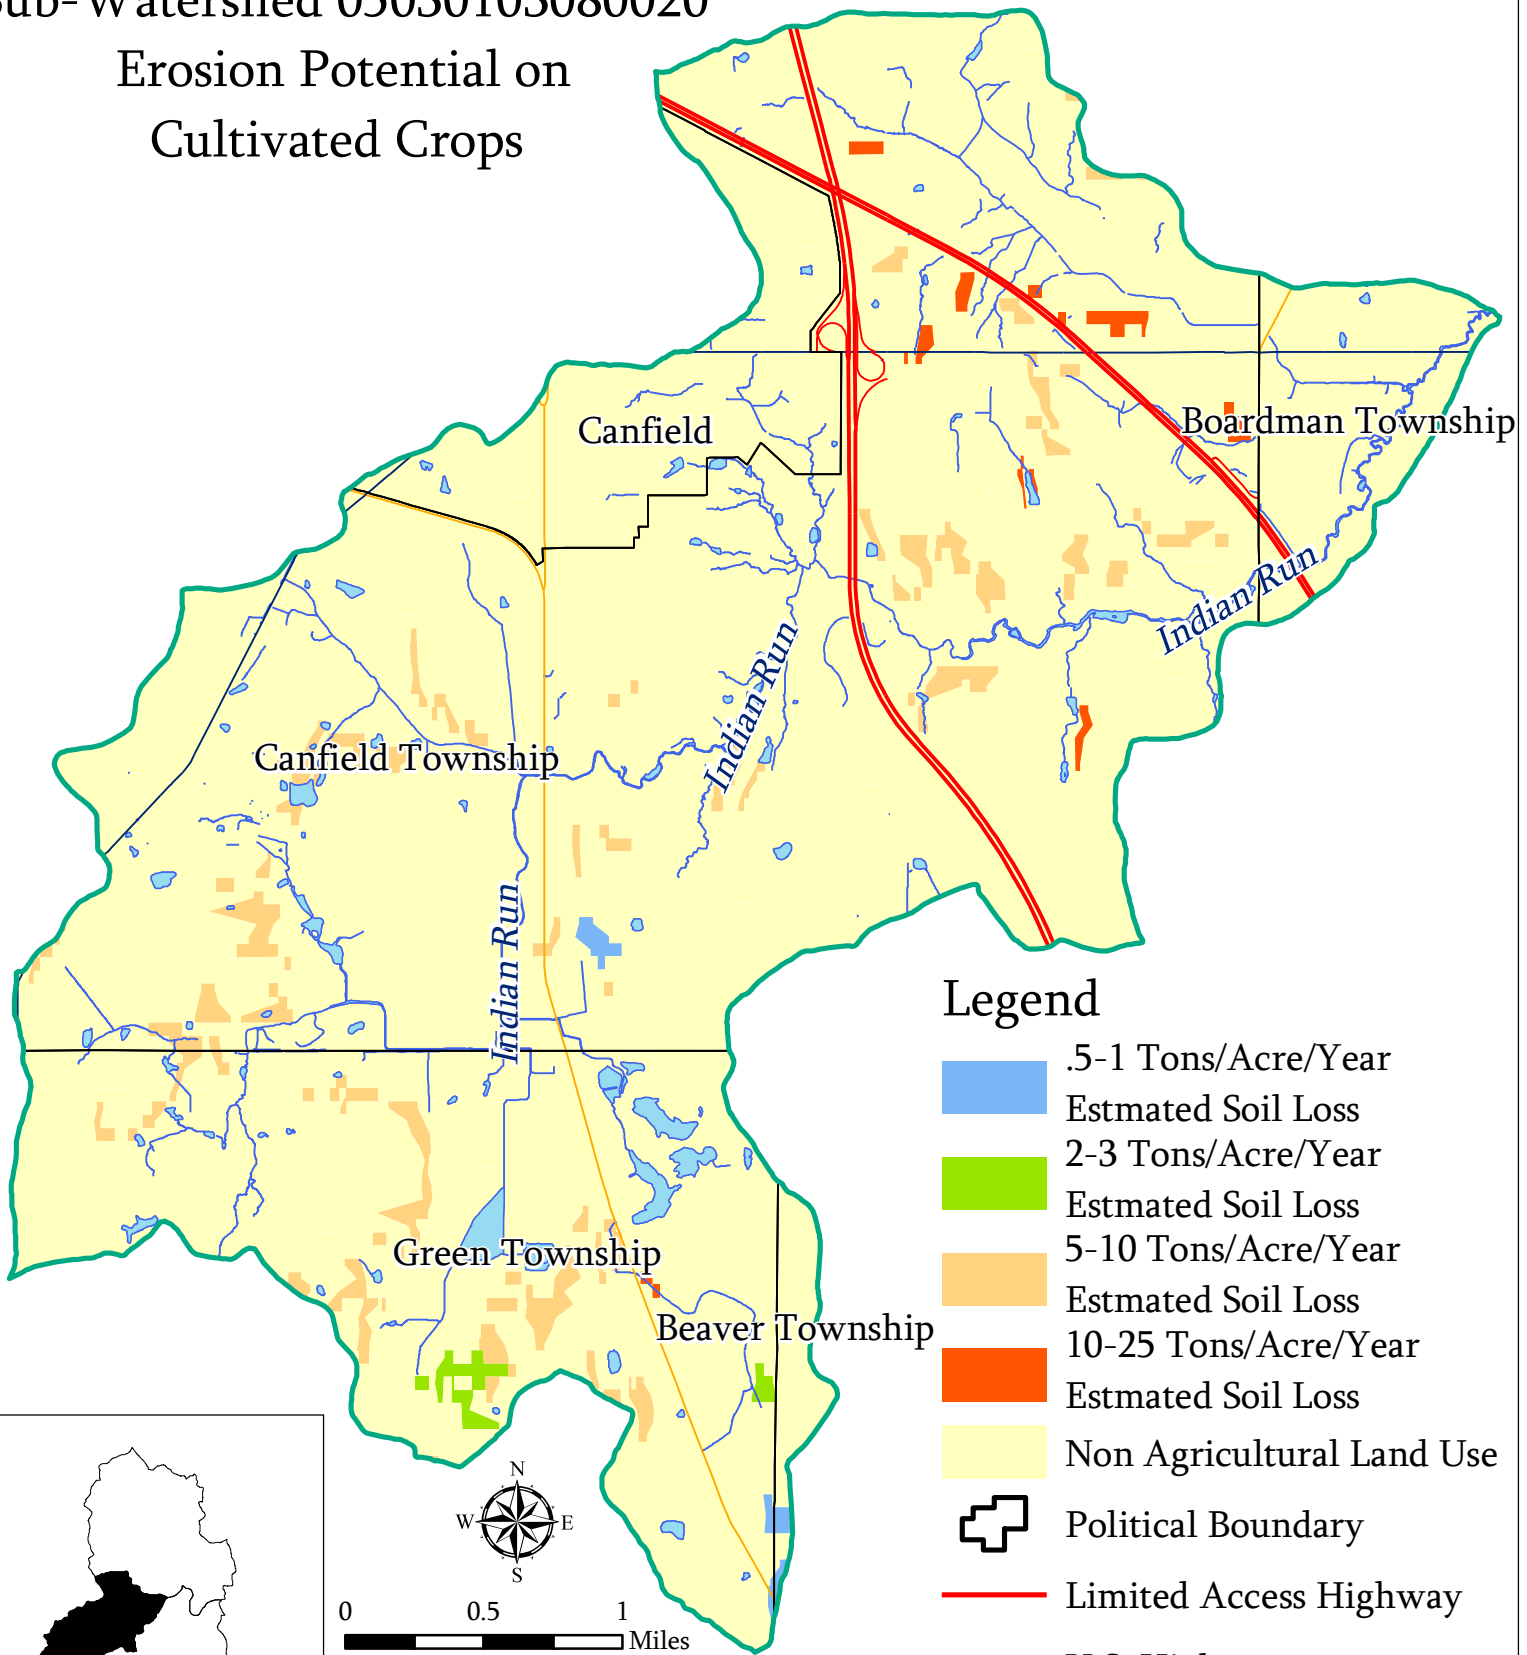 Sub-Watershed 05030103080020
Erosion Potential on
Cultivated Crops
Canfield
Boardman Township
Indian Run
Indian Run
Canfield Township
Indian Run
Green Township
Beaver Township
Legend
.5-1 Tons/Acre/Year
Estmated Soil Loss
2-3 Tons/Acre/Year
Estmated Soil Loss
5-10 Tons/Acre/Year
Estmated Soil Loss
10-25 Tons/Acre/Year
Estmated Soil Loss
Non Agricultural Land Use
Political Boundary
Limited Access Highway
N
W E
S
0 0.5 1
Miles